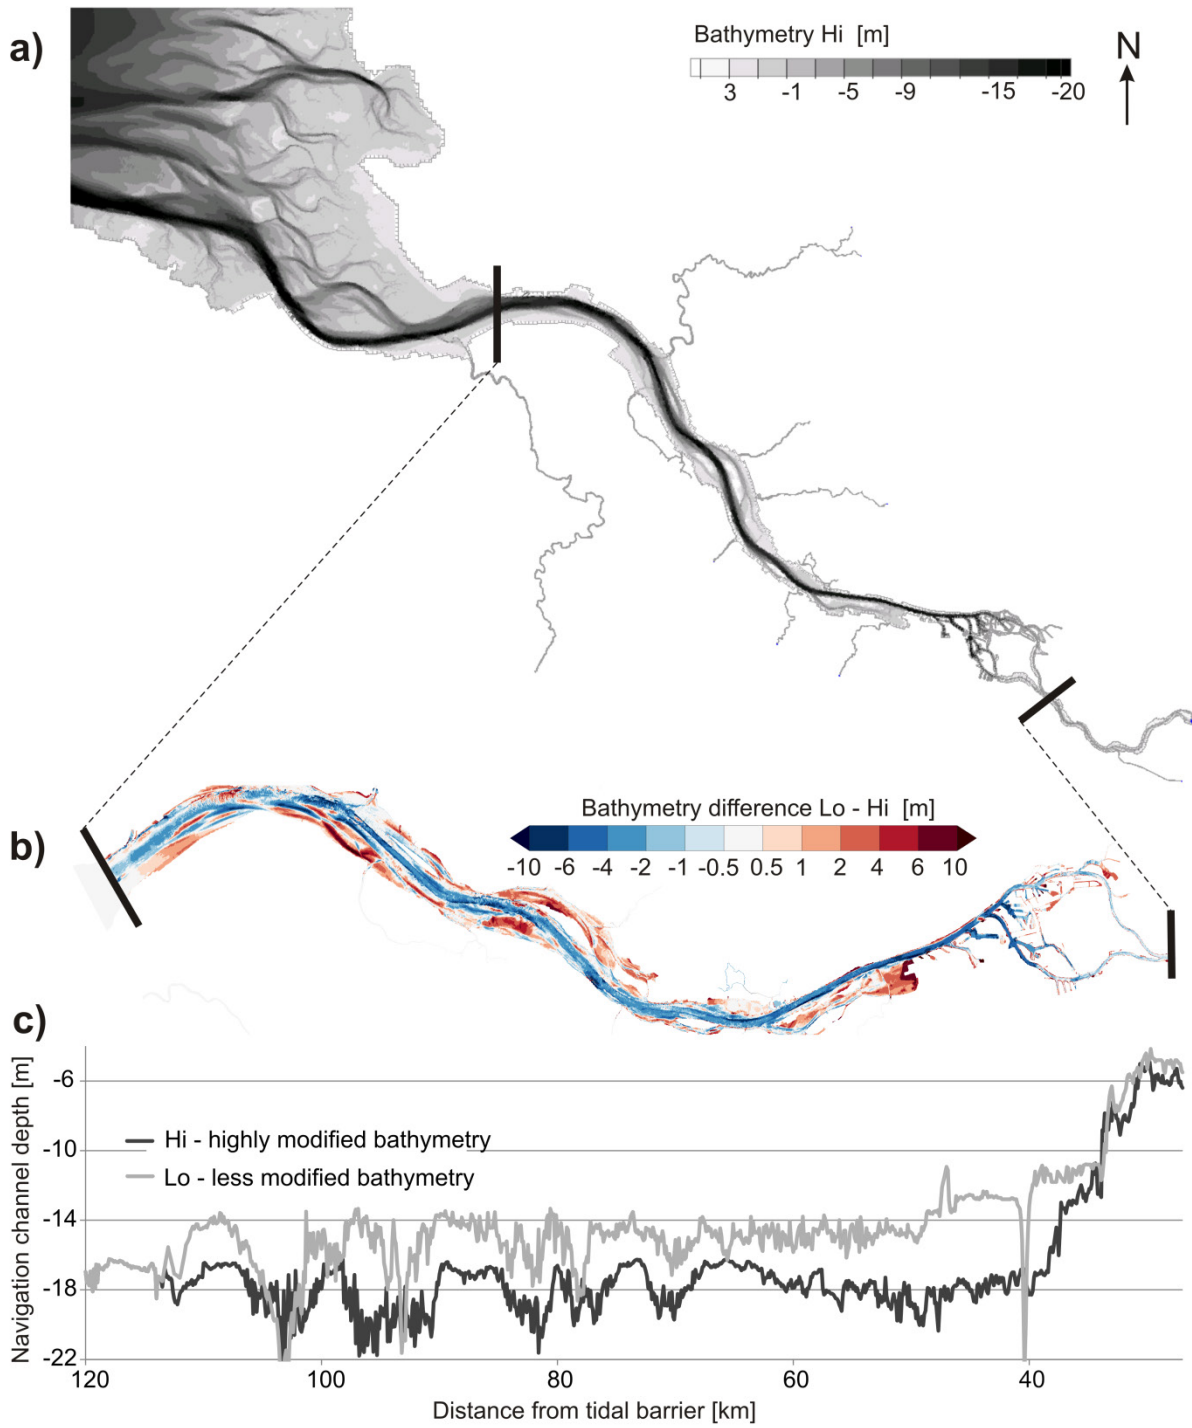 a)
Bathymetry Hi [m]
3 -1 -5 -9 -15 -20
N
b)
Bathymetry difference Lo - Hi [m]
-10 -6 -4 -2 -1 -0.5 0.5 1 2 4 6 10
c)
Navigation channel depth [m]
-6
-10
-14
-18
-22
Hi - highly modified bathymetry
Lo - less modified bathymetry
120 100 80 60 40
Distance from tidal barrier [km]